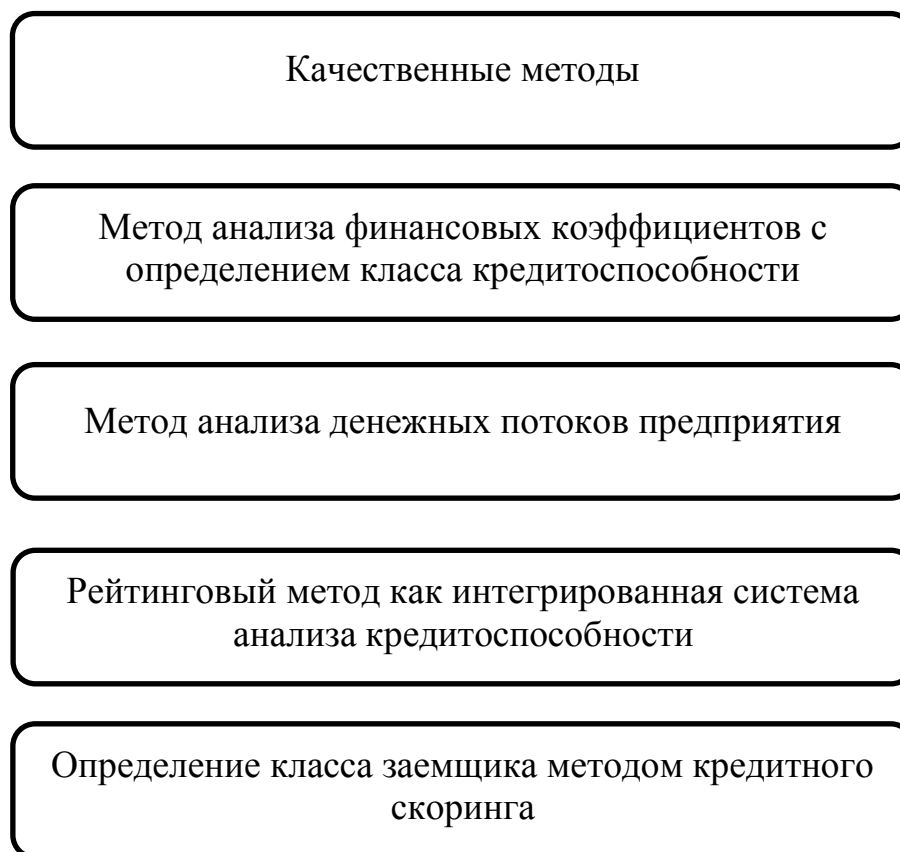 Качественные методы
Метод анализа финансовых коэффициентов с
определением класса кредитоспособности
Метод анализа денежных потоков предприятия
Рейтинговый метод как интегрированная система
анализа кредитоспособности
Определение класса заемщика методом кредитного
скоринга